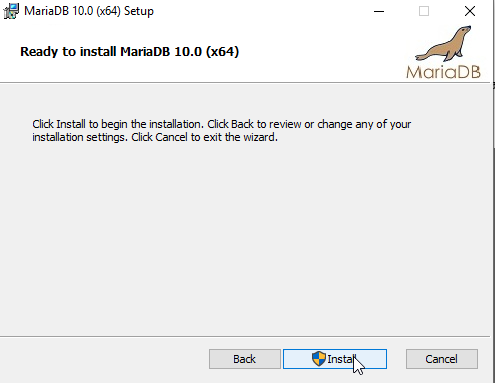 MariaDB 10.0 (x64) Setup
Ready to install MariaDB 10.0 (x64)
MariaDB
Click Install to begin the installation. Click Back to review or change any of your
installation settings. Click Cancel to exit the wizard.
Back
Install
Cancel